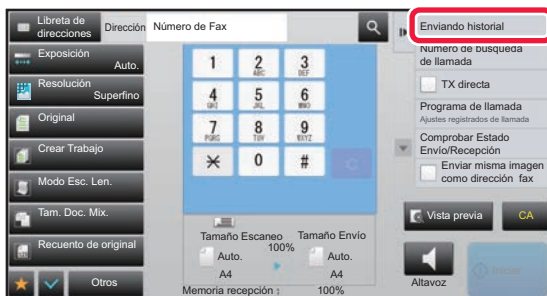 Libreta de
direcciones
Dirección
Número de Fax
Exposición
Auto.
Resolución
Superfino
Original
Crear Trabajo
Modo Esc. Len.
Tam. Doc. Mix.
Recuento de original
Otros
1
2
ABC
3
DEF
4
GHI
5
JKL
6
MNO
7
PQRS
8
TUV
9
WXYZ
0
#
C
Tamaño Escaneo
Tamaño Envío
100%
Auto.
A4
Auto.
A4
Memoria recepción :
100%
Enviando historial
Número de búsqueda
de llamada
TX directa
Programa de llamada
Ajustes registrados de llamada
Comprobar Estado
Envío/Recepción
Enviar misma imagen
como dirección fax
Vista previa
CA
Altavoz
Iniciar